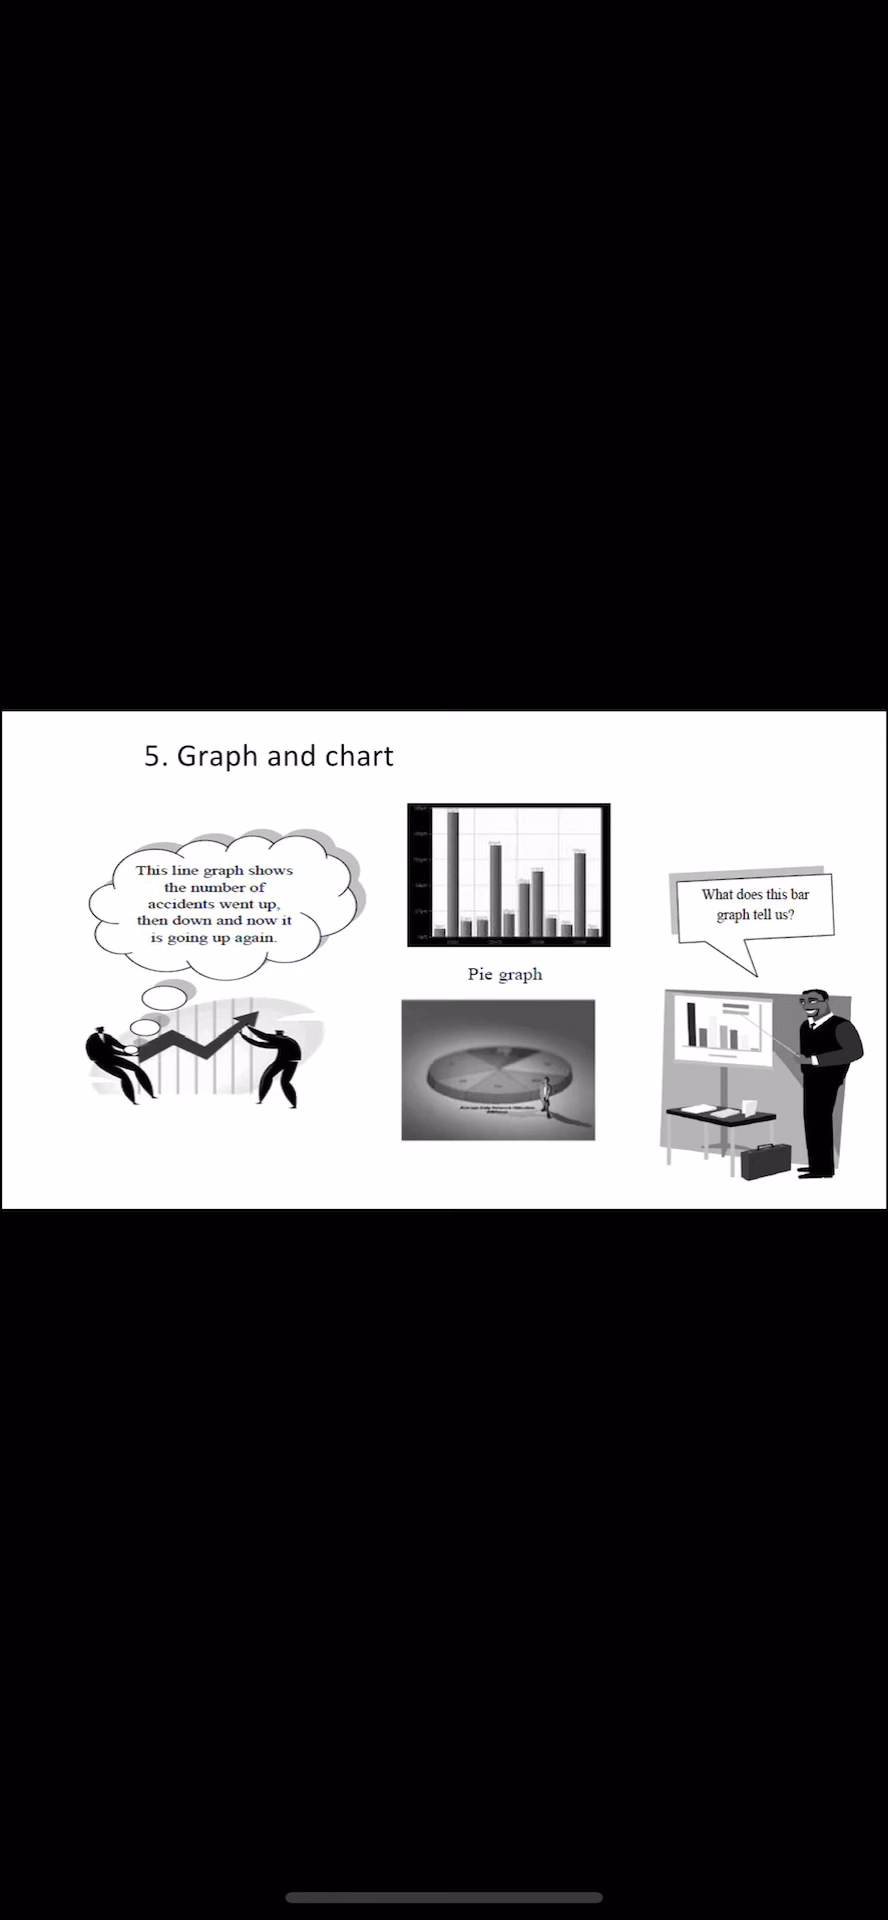 5. Graph and chart
This line graph shows
the number of
accidents went up,
then down and now it
is going up again.
Pie graph
What does this bar
graph tell us?